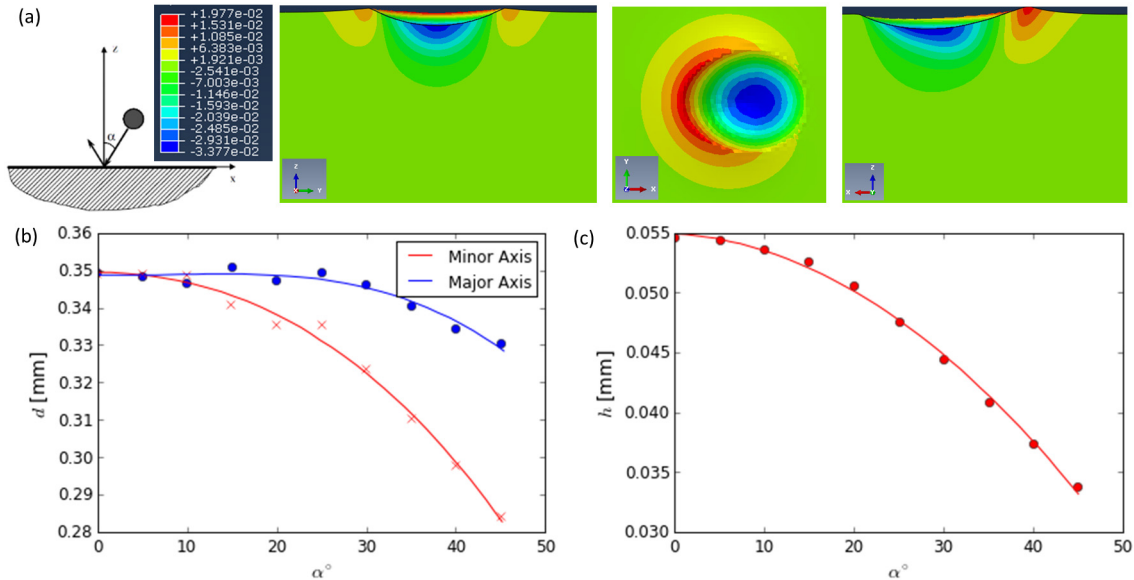 (a)
z
α
x
+1.977e-02
+1.531e-02
+1.085e-02
+6.383e-03
+1.921e-03
-2.541e-03
-7.003e-03
-1.146e-02
-1.593e-02
-2.039e-02
-2.485e-02
-2.931e-02
-3.377e-02
Z
X
Y
Y
Z
X
Z
X
Y
(b)
0.36
0.35
0.34
0.33
0.32
0.31
0.30
0.29
0.28
d [mm]
Minor Axis
Major Axis
0
10
20
30
40
50
α°
(c)
0.055
0.050
0.045
0.040
0.035
0.030
h [mm]
0
10
20
30
40
50
α°